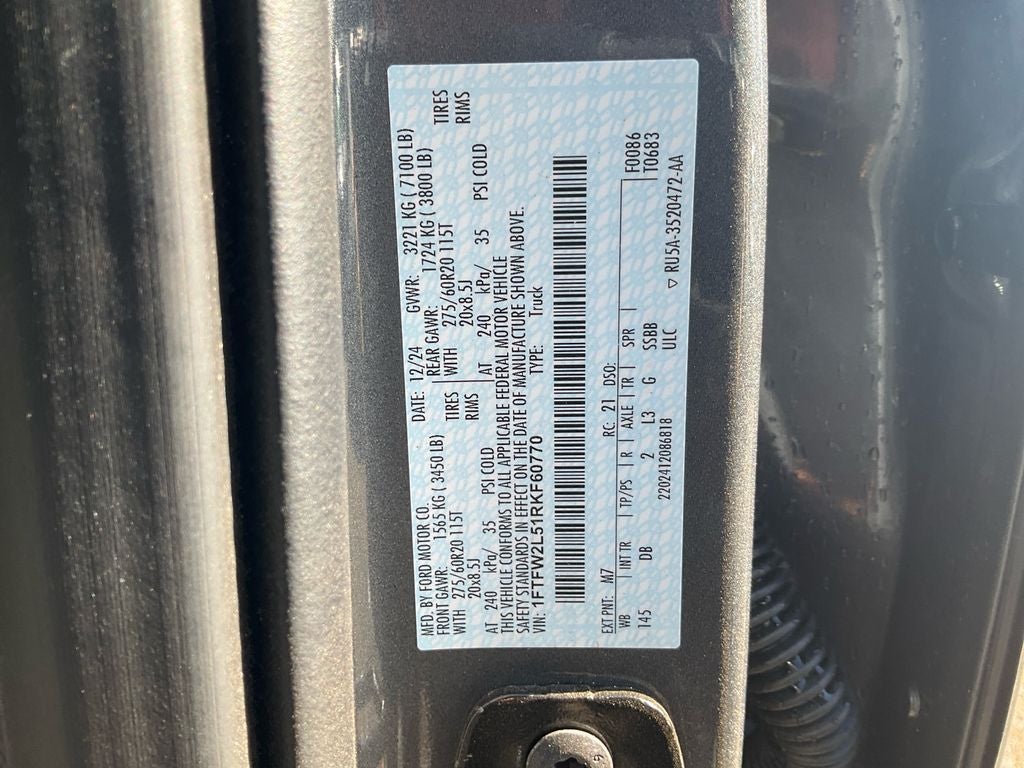 MFD. BY FORD MOTOR CO. DATE: 12/24 GVWR: 3221 KG ( 7100 LB)
FRONT GAWR: 1565 KG ( 3450 LB) REAR GAWR: 1724 KG ( 3800 LB)
WITH 275/60R20 115T TIRES WITH 275/60R20 115T TIRES
20x8.5J RIMS 20x8.5J RIMS
AT 240 kPa/ 35 PSI COLD AT 240 kPa/ 35 PSI COLD
THIS VEHICLE CONFORMS TO ALL APPLICABLE FEDERAL MOTOR VEHICLE
SAFETY STANDARDS IN EFFECT ON THE DATE OF MANUFACTURE SHOWN ABOVE.
VIN: 1FTFW2L51RKF60770 TYPE: Truck
EXT PNT: M7 RC: 21 DSO: F0086
WB INT TR TP/PS R AXLE TR SPR T0683
145 DB 2 L3 G SSBB
2202412086818 ULC
▽ RU5A-3520472-AA